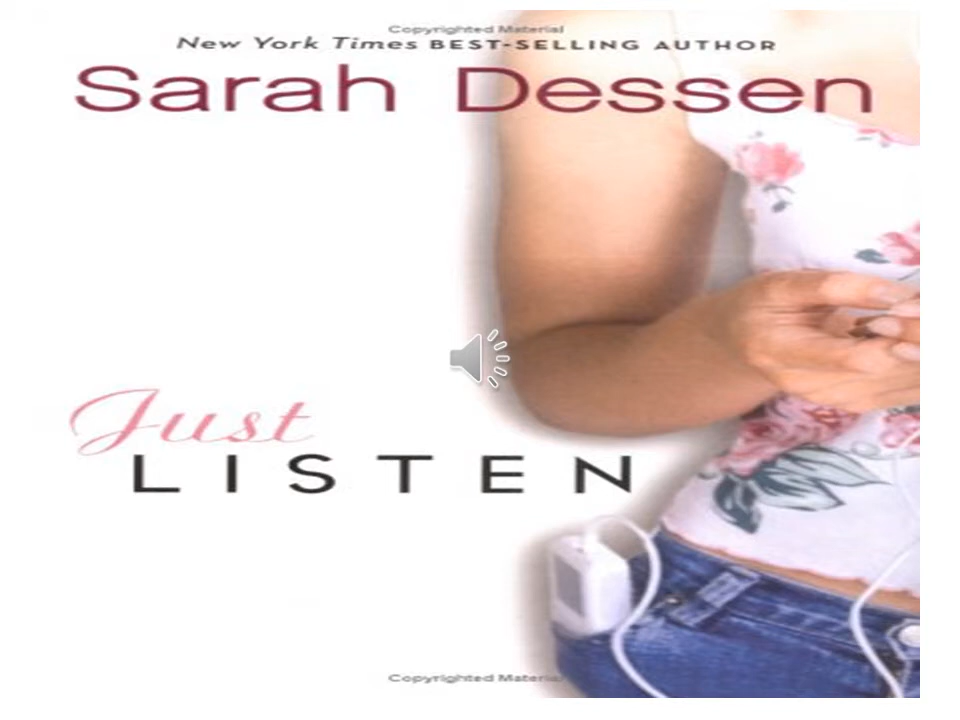 Copyrighted Material
New York Times BEST-SELLING AUTHOR
Sarah Dessen
Just
LISTEN
Copyrighted Material